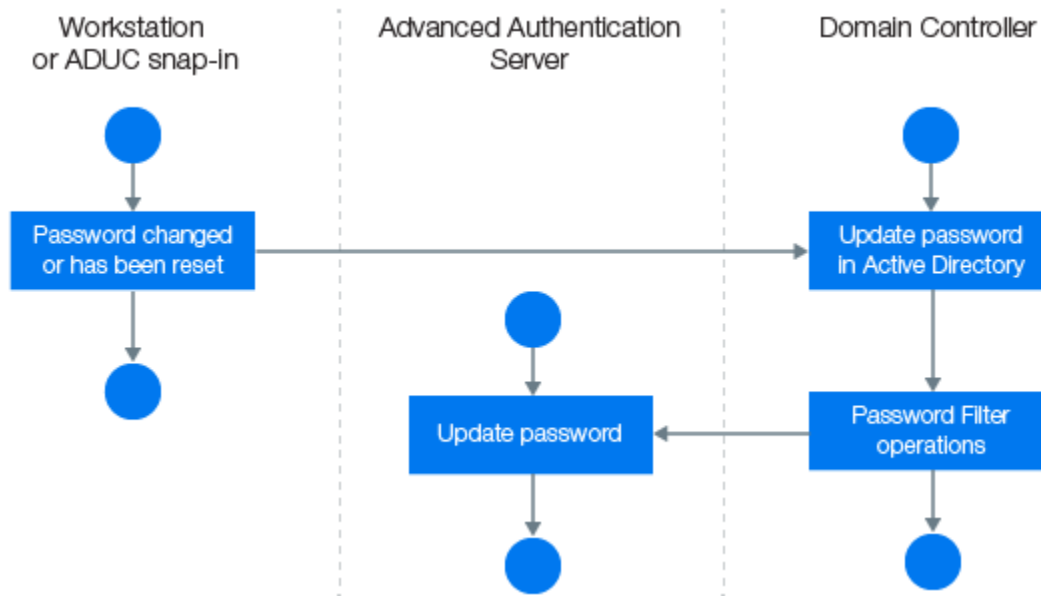 Workstation
or ADUC snap-in
Advanced Authentication
Server
Domain Controller
Password changed
or has been reset
Update password
in Active Directory
Update password
Password Filter
operations